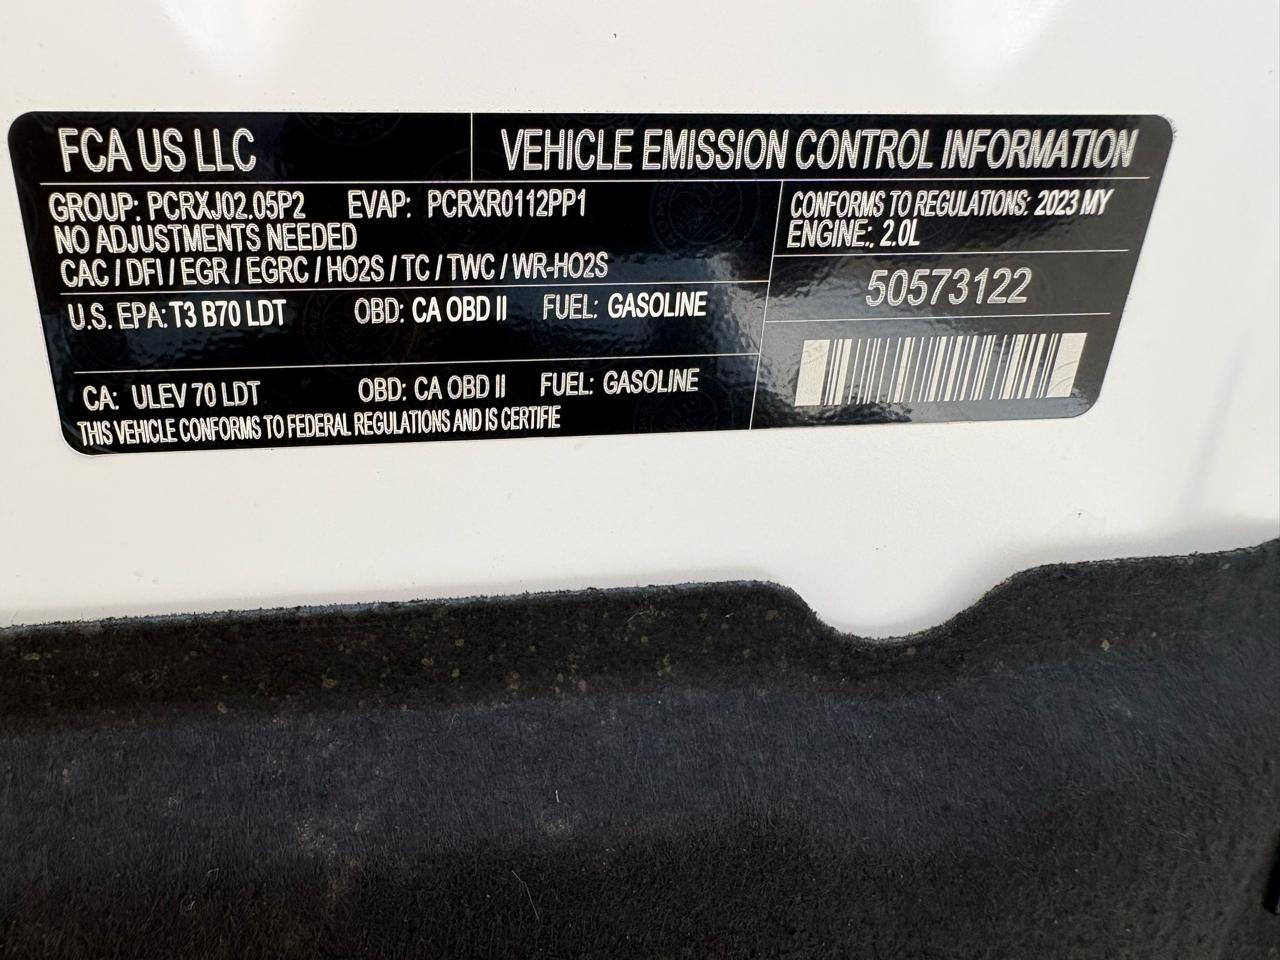 FCA US LLC
VEHICLE EMISSION CONTROL INFORMATION
GROUP: PCRXJ02.05P2 EVAP: PCRXR0112PP1
NO ADJUSTMENTS NEEDED
CAC / DFI / EGR / EGRC / HO2S / TC / TWC / WR-HO2S
CONFORMS TO REGULATIONS: 2023 MY
ENGINE:. 2.0L
50573122
U.S. EPA: T3 B70 LDT OBD: CA OBD II FUEL: GASOLINE
CA: ULEV 70 LDT OBD: CA OBD II FUEL: GASOLINE
THIS VEHICLE CONFORMS TO FEDERAL REGULATIONS AND IS CERTIFIE